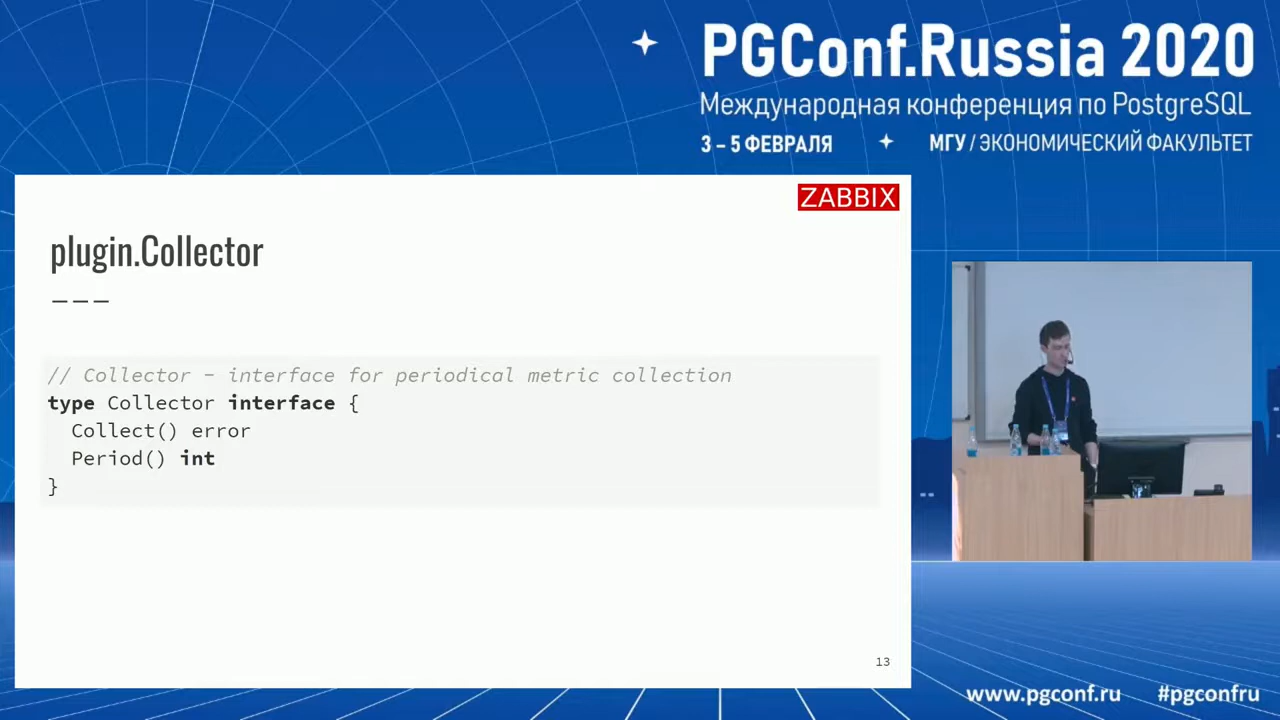 PGConf.Russia 2020
Международная конференция по PostgreSQL
3 – 5 ФЕВРАЛЯ МГУ / ЭКОНОМИЧЕСКИЙ ФАКУЛЬТЕТ
ZABBIX
plugin.Collector
– – –
// Collector – interface for periodical metric collection
type Collector interface {
Collect() error
Period() int
}
13
www.pgconf.ru #pgconfru